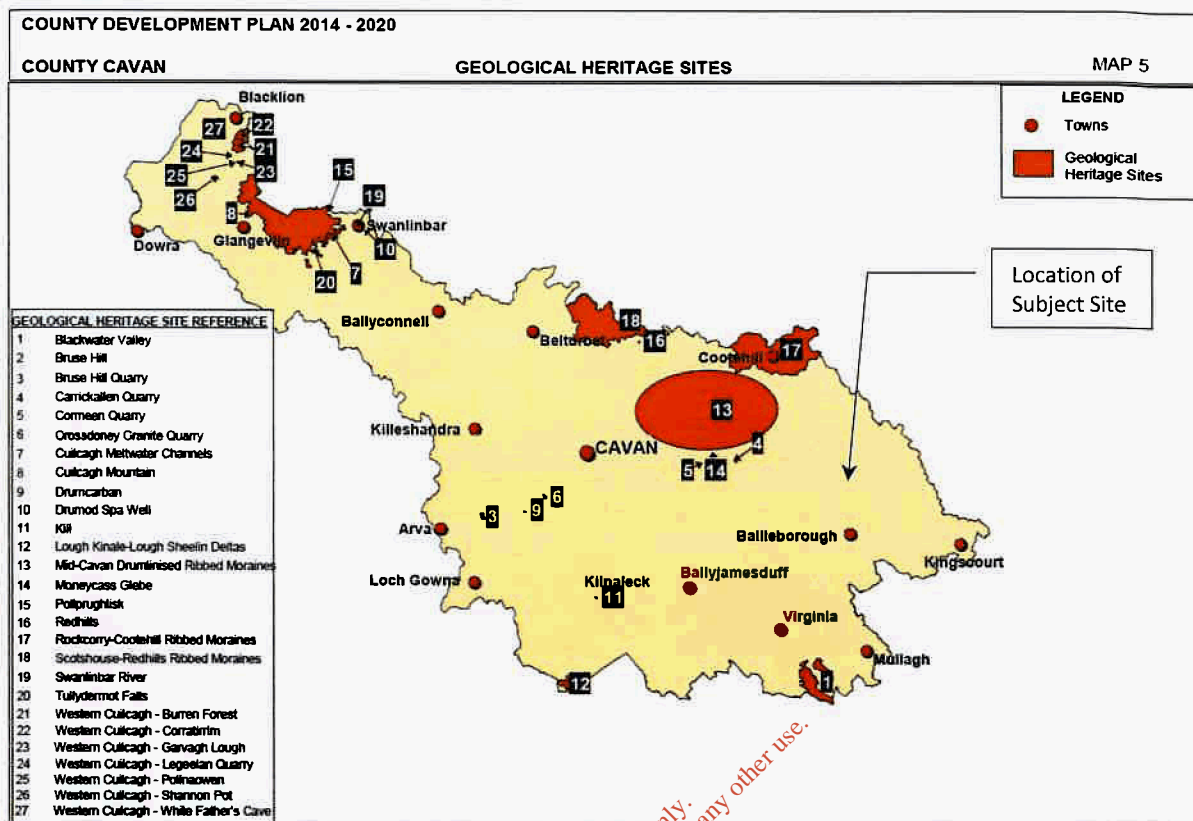 COUNTY DEVELOPMENT PLAN 2014 - 2020
COUNTY CAVAN
GEOLOGICAL HERITAGE SITES
MAP 5
LEGEND
Towns
Geological
Heritage Sites
Location of
Subject Site
Blacklion
27
22
24
21
25
23
26
15
19
8
Swanlinbar
Dowra
Glangevlin
10
7
20
Ballyconnell
Belturbet
18
16
Cootehill
17
13
Killeshandra
CAVAN
4
5
14
6
3
9
Arva
Bailieborough
Kingscourt
Loch Gowna
Kilnaleck
Ballyjamesduff
11
Virginia
Mullagh
12
1
GEOLOGICAL HERITAGE SITE REFERENCE
1 Blackwater Valley
2 Bruse Hill
3 Bruse Hill Quarry
4 Carrickallen Quarry
5 Cormeen Quarry
6 Crossdoney Granite Quarry
7 Cuilcagh Meltwater Channels
8 Cuilcagh Mountain
9 Drumcarban
10 Drumod Spa Well
11 Kill
12 Lough Kinale-Lough Sheelin Deltas
13 Mid-Cavan Drumlinised Ribbed Moraines
14 Moneycass Glebe
15 Pollprughlisk
16 Redhills
17 Rockcorry-Cootehill Ribbed Moraines
18 Scotshouse-Redhills Ribbed Moraines
19 Swanlinbar River
20 Tullydermot Falls
21 Western Cuilcagh - Burren Forest
22 Western Cuilcagh - Corratirrim
23 Western Cuilcagh - Garvagh Lough
24 Western Cuilcagh - Legeelan Quarry
25 Western Cuilcagh - Pollnaowen
26 Western Cuilcagh - Shannon Pot
27 Western Cuilcagh - White Father's Cave
any other use.